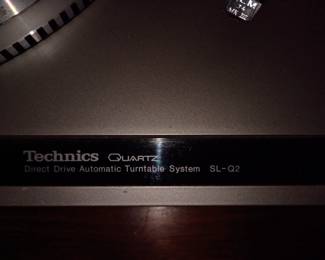 Technics QUARTZ
Direct Drive Automatic Turntable System SL-Q2